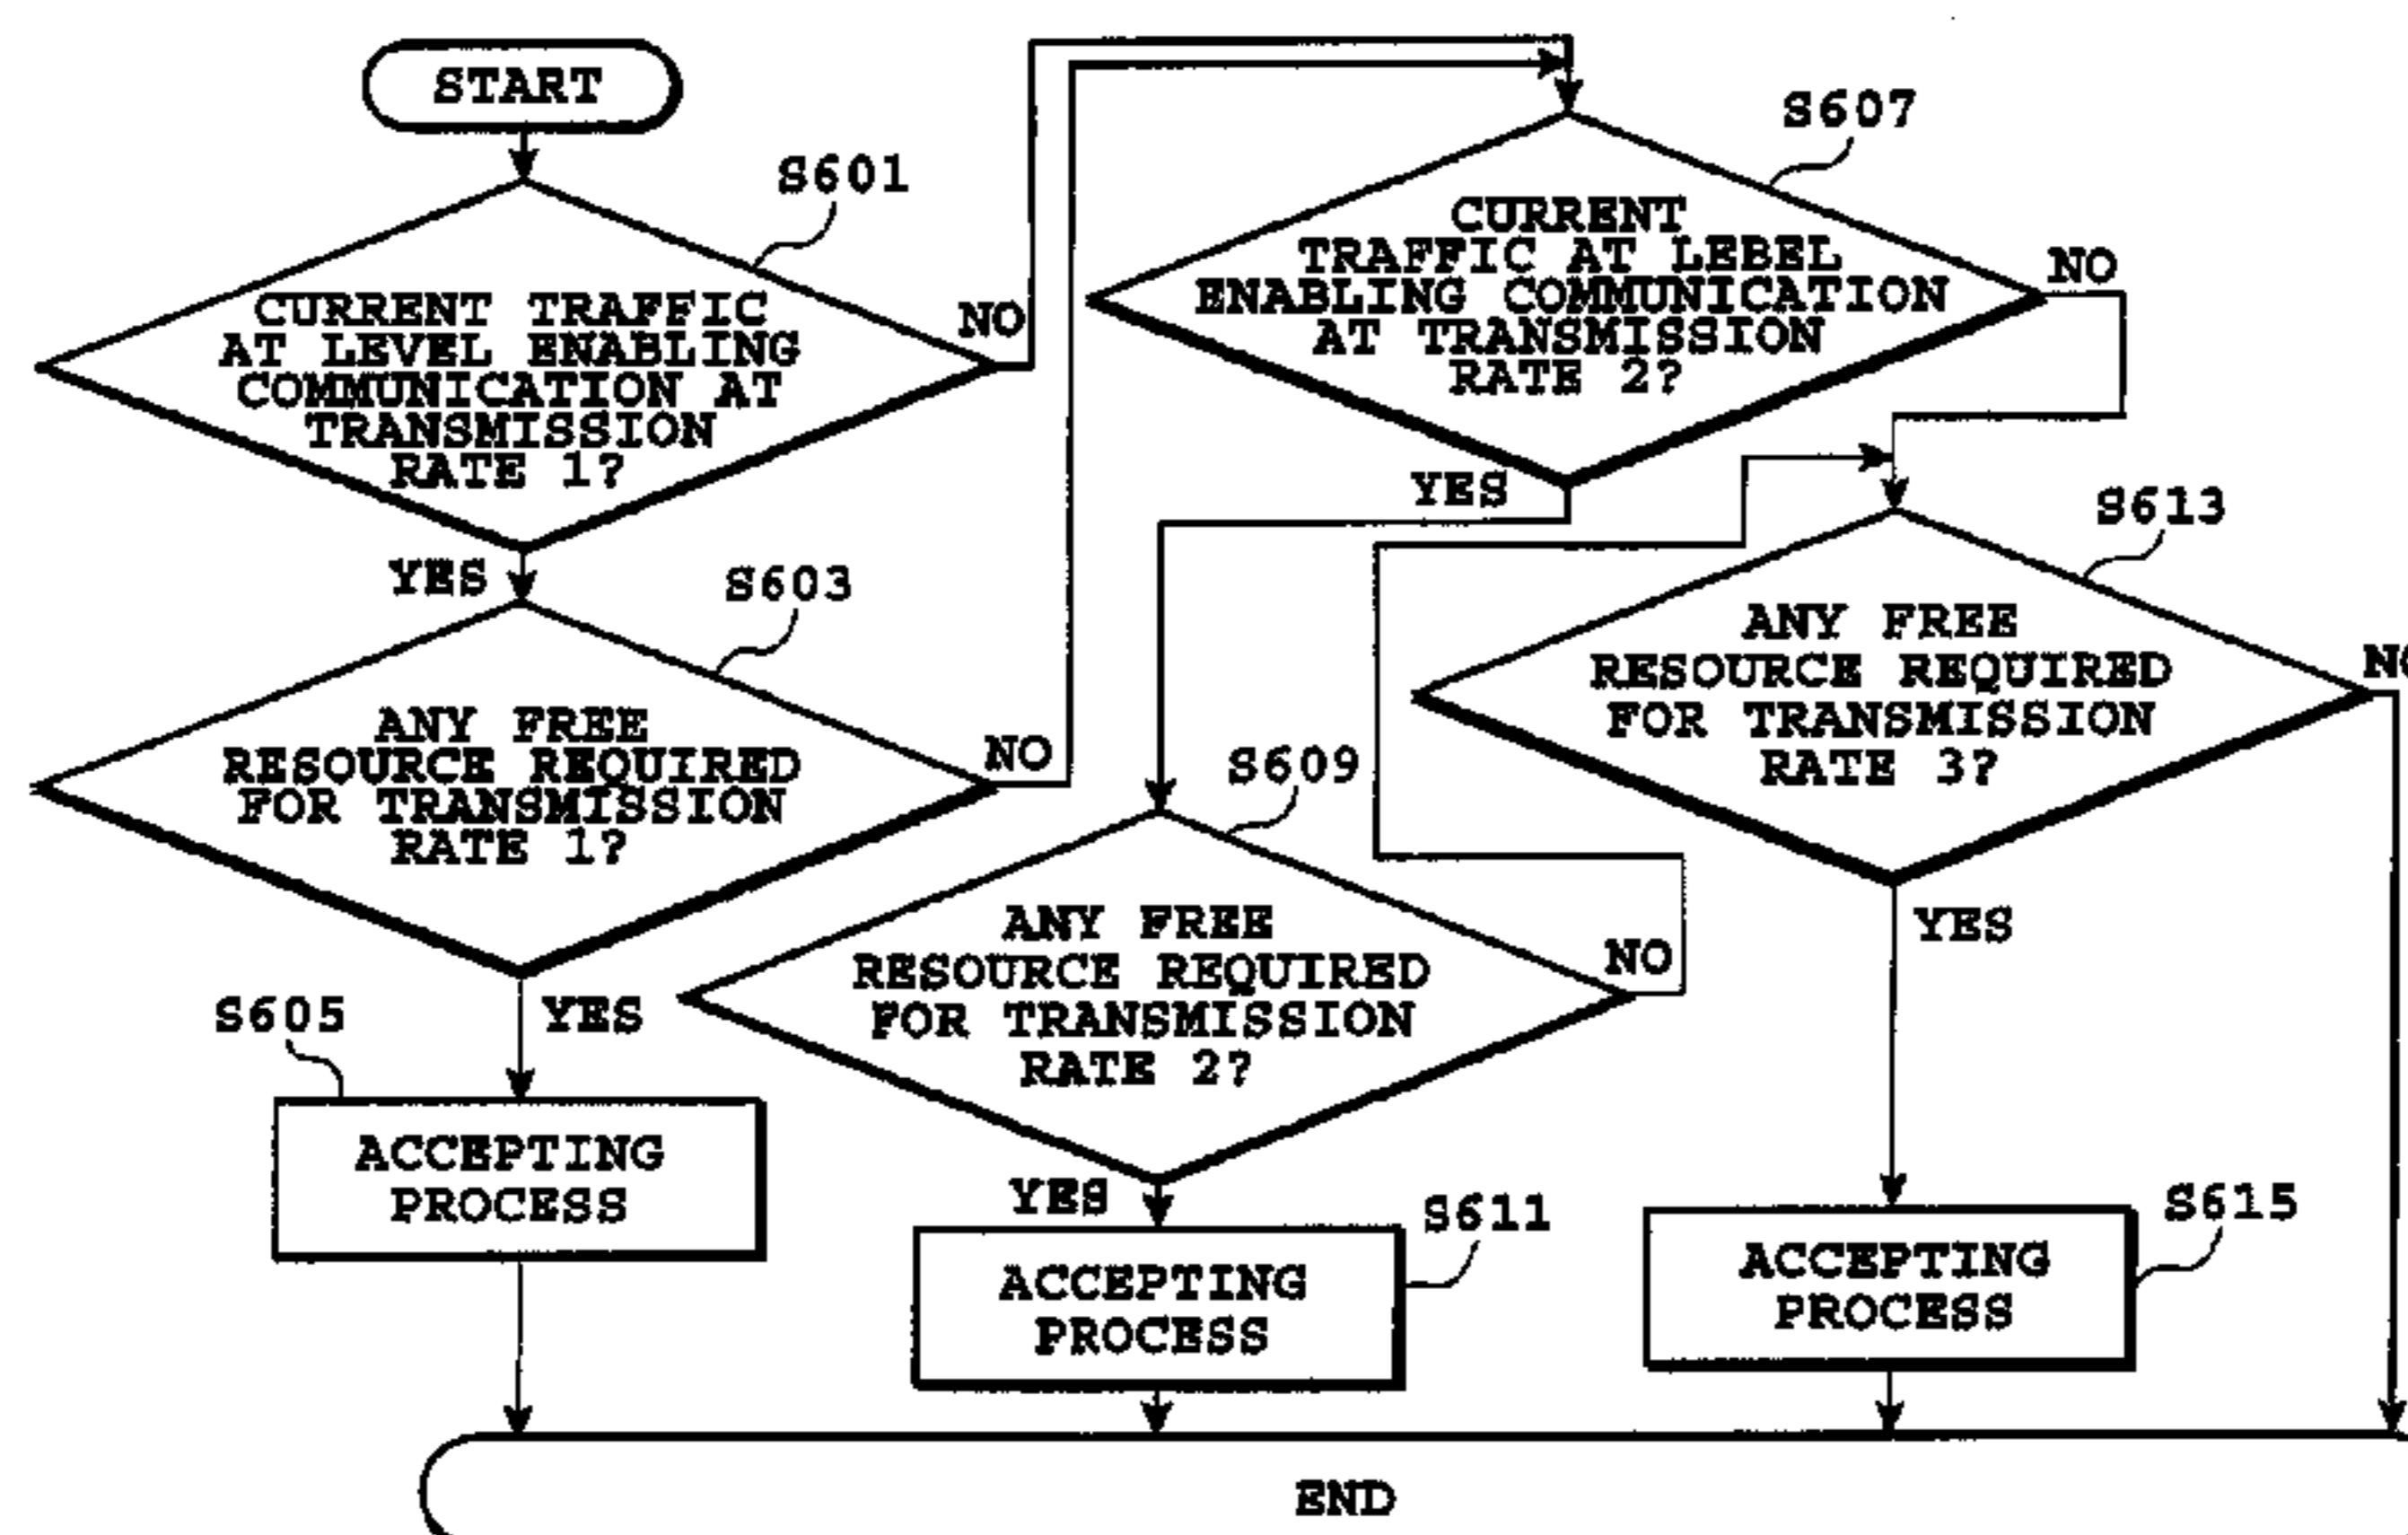 START
S601
CURRENT TRAFFIC
AT LEVEL ENABLING
COMMUNICATION AT
TRANSMISSION
RATE 1?
NO
YES
S603
ANY FREE
RESOURCE REQUIRED
FOR TRANSMISSION
RATE 1?
NO
YES
S605
ACCEPTING
PROCESS
S607
CURRENT
TRAFFIC AT LEBEL
ENABLING COMMUNICATION
AT TRANSMISSION
RATE 2?
NO
YES
S609
ANY FREE
RESOURCE REQUIRED
FOR TRANSMISSION
RATE 2?
NO
YES
S611
ACCEPTING
PROCESS
S613
ANY FREE
RESOURCE REQUIRED
FOR TRANSMISSION
RATE 3?
NO
YES
S615
ACCEPTING
PROCESS
END